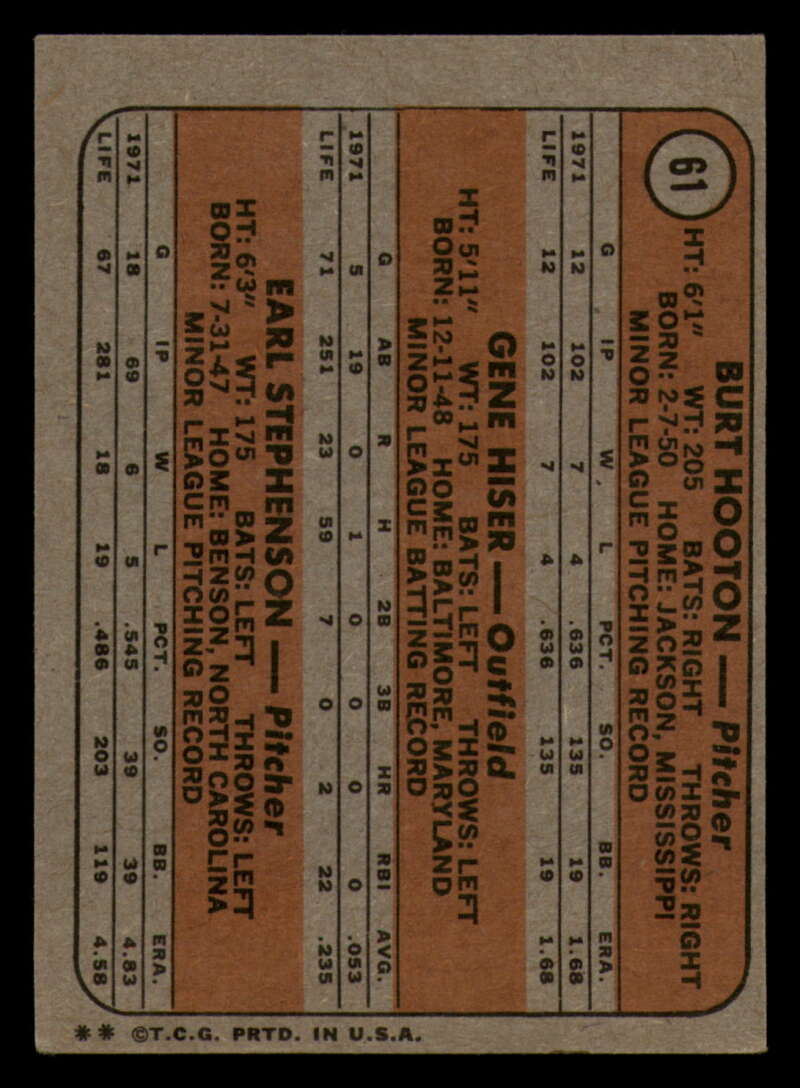 61
BURT HOOTON — Pitcher
HT: 6'1" WT: 205 BATS: RIGHT THROWS: RIGHT
BORN: 2-7-50 HOME: JACKSON, MISSISSIPPI
MINOR LEAGUE PITCHING RECORD
G IP W L PCT. SO. BB. ERA.
1971 12 102 7 4 .636 135 19 1.68
LIFE 12 102 7 4 .636 135 19 1.68
GENE HISER — Outfield
HT: 5'11" WT: 175 BATS: LEFT THROWS: LEFT
BORN: 12-11-48 HOME: BALTIMORE, MARYLAND
MINOR LEAGUE BATTING RECORD
G AB R H 2B 3B HR RBI AVG.
1971 5 19 0 1 0 0 0 0 .053
LIFE 71 251 23 59 7 0 2 22 .235
EARL STEPHENSON — Pitcher
HT: 6'3" WT: 175 BATS: LEFT THROWS: LEFT
BORN: 7-31-47 HOME: BENSON, NORTH CAROLINA
MINOR LEAGUE PITCHING RECORD
G IP W L PCT. SO. BB. ERA.
1971 18 69 6 5 .545 39 39 4.83
LIFE 67 281 18 19 .486 203 119 4.58
** ©T.C.G. PRTD. IN U.S.A.